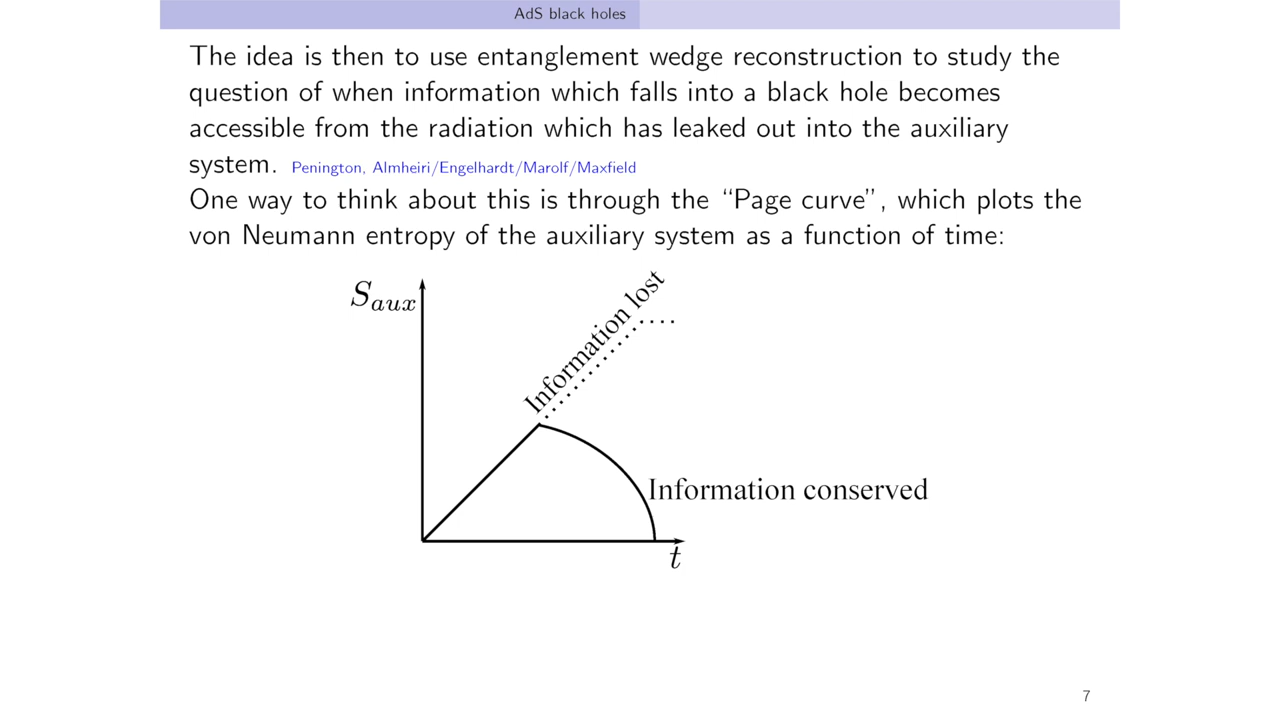 AdS black holes
The idea is then to use entanglement wedge reconstruction to study the
question of when information which falls into a black hole becomes
accessible from the radiation which has leaked out into the auxiliary
system. Penington, Almheiri/Engelhardt/Marolf/Maxfield
One way to think about this is through the “Page curve”, which plots the
von Neumann entropy of the auxiliary system as a function of time:
S_aux
Information lost
Information conserved
t
7